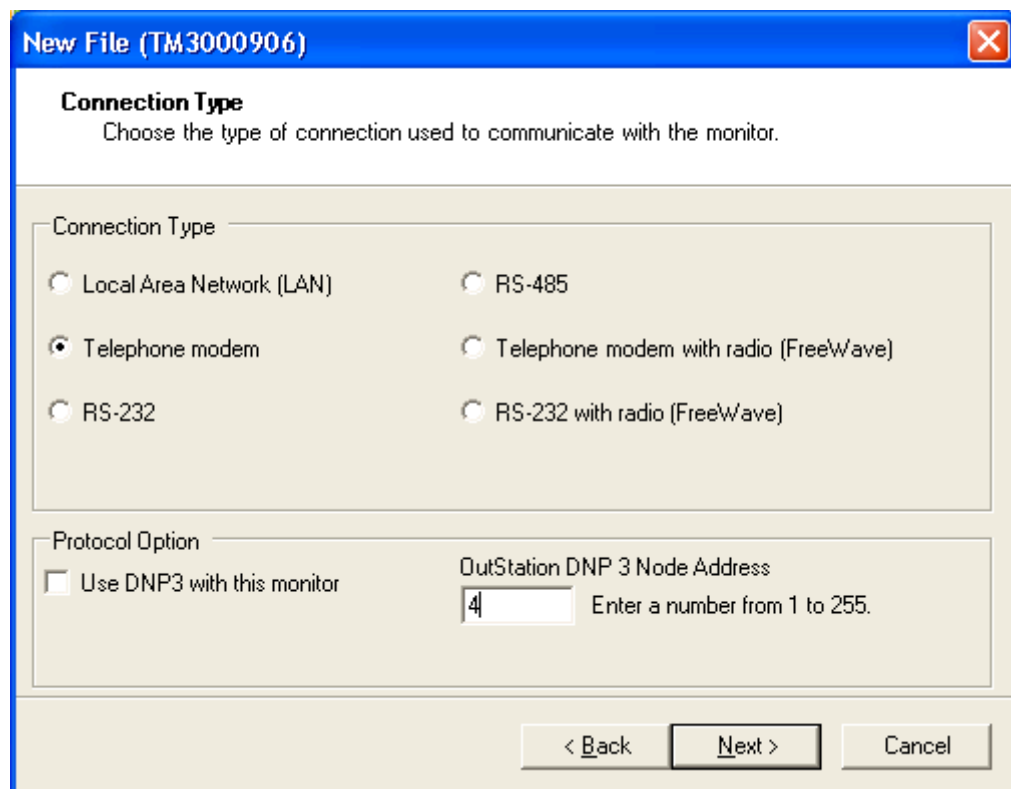 New File (TM3000906)
Connection Type
Choose the type of connection used to communicate with the monitor.
Connection Type
Local Area Network (LAN)
RS-485
Telephone modem
Telephone modem with radio (FreeWave)
RS-232
RS-232 with radio (FreeWave)
Protocol Option
OutStation DNP 3 Node Address
Use DNP3 with this monitor
4
Enter a number from 1 to 255.
< Back
Next >
Cancel